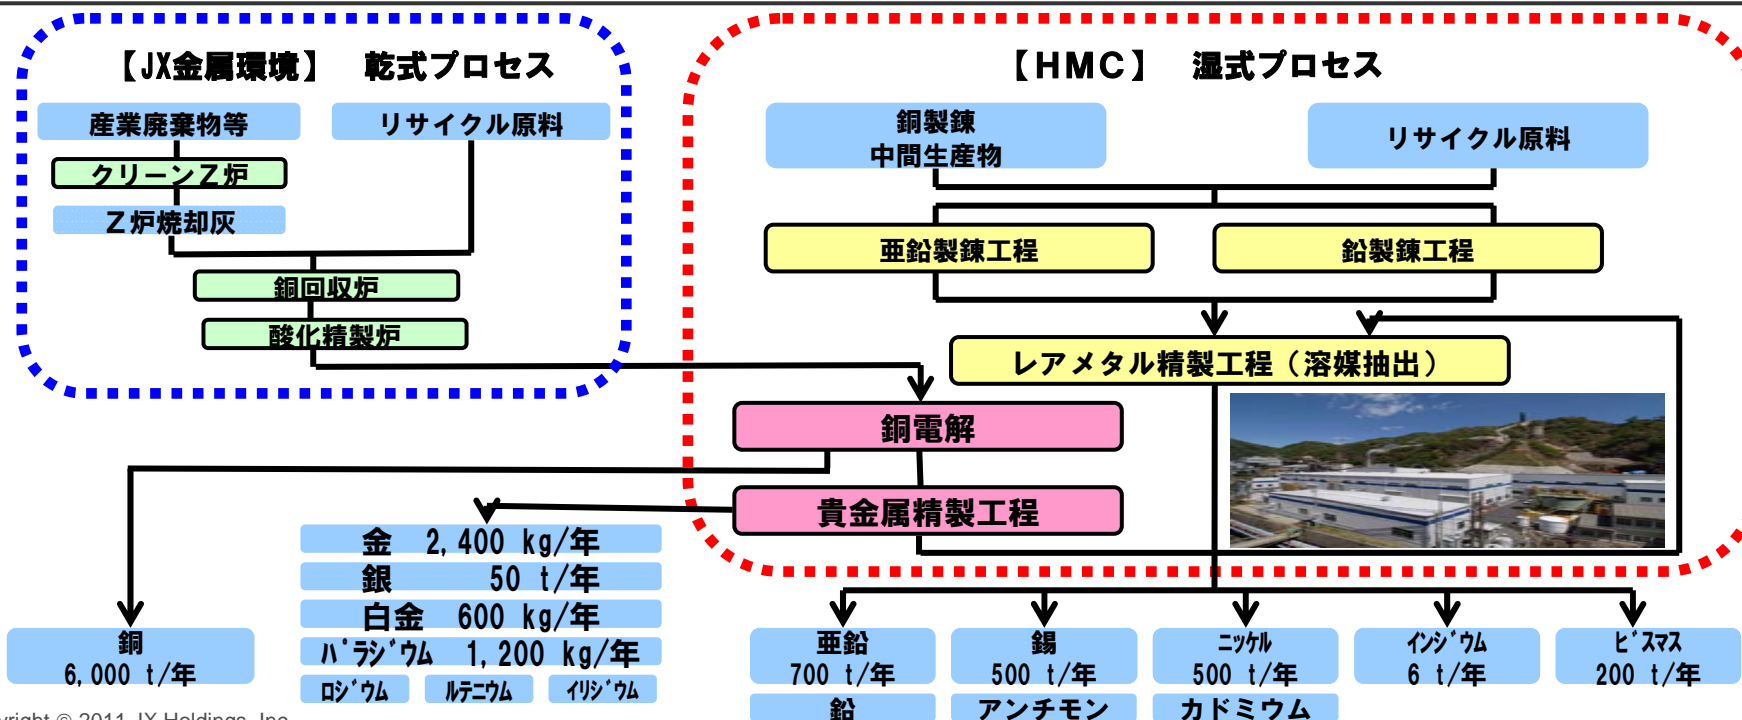 【JX金属環境】 乾式プロセス
産業廃棄物等
リサイクル原料
クリーンZ炉
Z炉焼却灰
銅回収炉
酸化精製炉
【HMC】 湿式プロセス
銅製錬
中間生産物
リサイクル原料
亜鉛製錬工程
鉛製錬工程
レアメタル精製工程(溶媒抽出)
銅電解
貴金属精製工程
金 2,400 kg/年
銀 50 t/年
白金 600 kg/年
パラジウム 1,200 kg/年
ロジウム
ルテニウム
イリジウム
銅
6,000 t/年
亜鉛
700 t/年
錫
500 t/年
ニッケル
500 t/年
インジウム
6 t/年
ビスマス
200 t/年
鉛
アンチモン
カドミウム
© 2011 JX Holdings, Inc